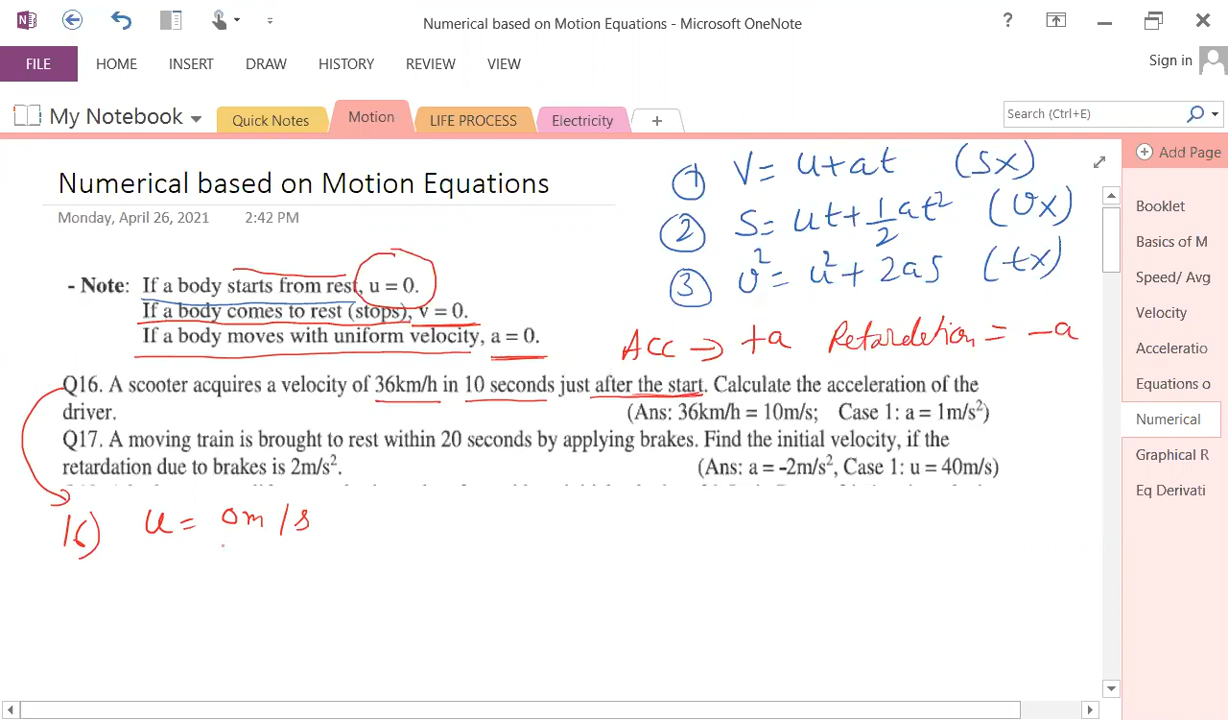 Numerical based on Motion Equations - Microsoft OneNote
?
Sign in
FILE HOME INSERT DRAW HISTORY REVIEW VIEW
My Notebook
Quick Notes Motion LIFE PROCESS Electricity +
Search (Ctrl+E)
Add Page
Numerical based on Motion Equations
Monday, April 26, 2021 2:42 PM
① V = u+at (Sx)
② S = ut + 1/2 at² (vx)
③ v² = u² + 2as (tx)
- Note: If a body starts from rest, u = 0.
If a body comes to rest (stops), v = 0.
If a body moves with uniform velocity, a = 0.
Acc → +a Retardetion = -a
Q16. A scooter acquires a velocity of 36km/h in 10 seconds just after the start. Calculate the acceleration of the
driver. (Ans: 36km/h = 10m/s; Case 1: a = 1m/s²)
Q17. A moving train is brought to rest within 20 seconds by applying brakes. Find the initial velocity, if the
retardation due to brakes is 2m/s². (Ans: a = -2m/s², Case 1: u = 40m/s)
16) u = 0m/s
Booklet
Basics of M
Speed/ Avg
Velocity
Acceleratio
Equations o
Numerical
Graphical R
Eq Derivati